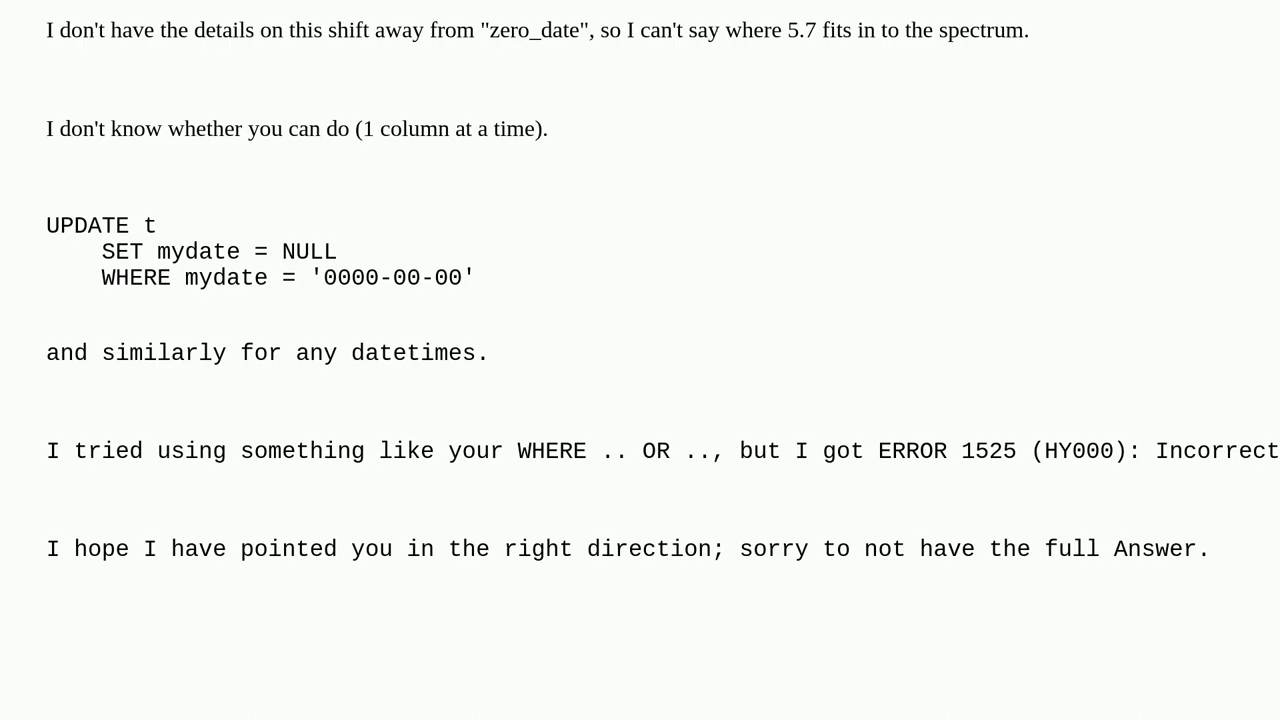 I don't have the details on this shift away from "zero_date", so I can't say where 5.7 fits in to the spectrum.
I don't know whether you can do (1 column at a time).
UPDATE t
    SET mydate = NULL
    WHERE mydate = '0000-00-00'
and similarly for any datetimes.
I tried using something like your WHERE .. OR .., but I got ERROR 1525 (HY000): Incorrect
I hope I have pointed you in the right direction; sorry to not have the full Answer.